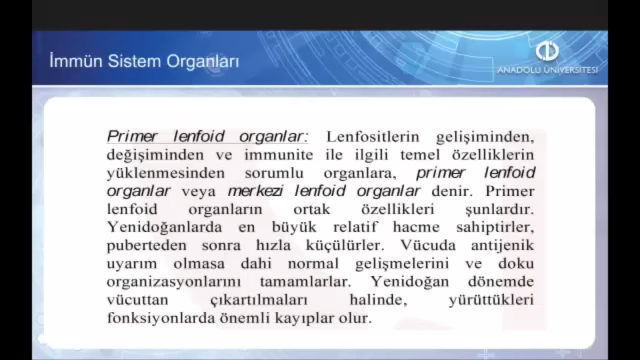 İmmün Sistem Organları
ANADOLU ÜNİVERSİTESİ
Primer lenfoid organlar: Lenfositlerin gelişiminden,
değişiminden ve immunite ile ilgili temel özelliklerin
yüklenmesinden sorumlu organlara, primer lenfoid
organlar veya merkezi lenfoid organlar denir. Primer
lenfoid organların ortak özellikleri şunlardır.
Yenidoğanlarda en büyük relatif hacme sahiptirler,
puberteden sonra hızla küçülürler. Vücuda antijenik
uyarım olmasa dahi normal gelişmelerini ve doku
organizasyonlarını tamamlarlar. Yenidoğan dönemde
vücuttan çıkartılmaları halinde, yürüttükleri
fonksiyonlarda önemli kayıplar olur.